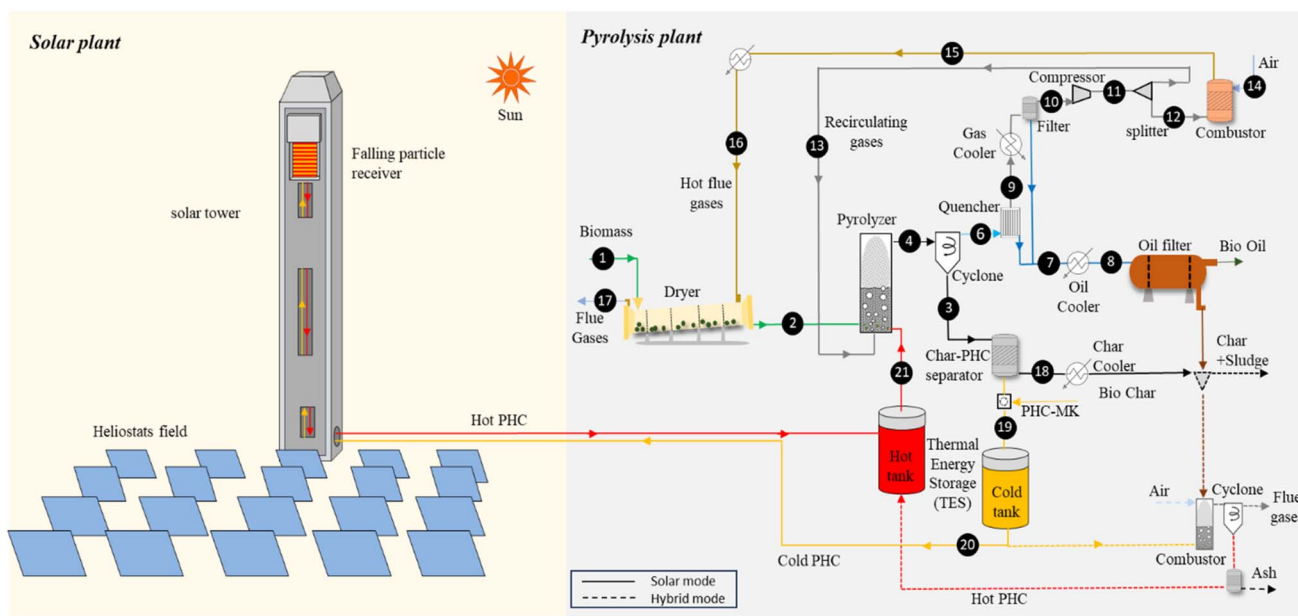 Solar plant
Sun
Falling particle
receiver
solar tower
Heliostats field
Hot PHC
Cold PHC
Pyrolysis plant
15
Air
Compressor
10
11
14
Filter
12
splitter
Combustor
Gas
Cooler
16
13
Recirculating
gases
Hot flue
gases
9
Quencher
Pyrolyzer
Biomass
4
6
Oil filter
Bio Oil
1
Cyclone
7
8
Oil
Cooler
Dryer
17
Flue
Gases
2
3
Char
+Sludge
Char-PHC
separator
Char
Cooler
18
21
Bio Char
PHC-MK
19
Hot
tank
Thermal
Energy
Storage
(TES)
Cold
tank
Air
Cyclone
Flue
gase
20
Combustor
Solar mode
Hybrid mode
Hot PHC
Ash